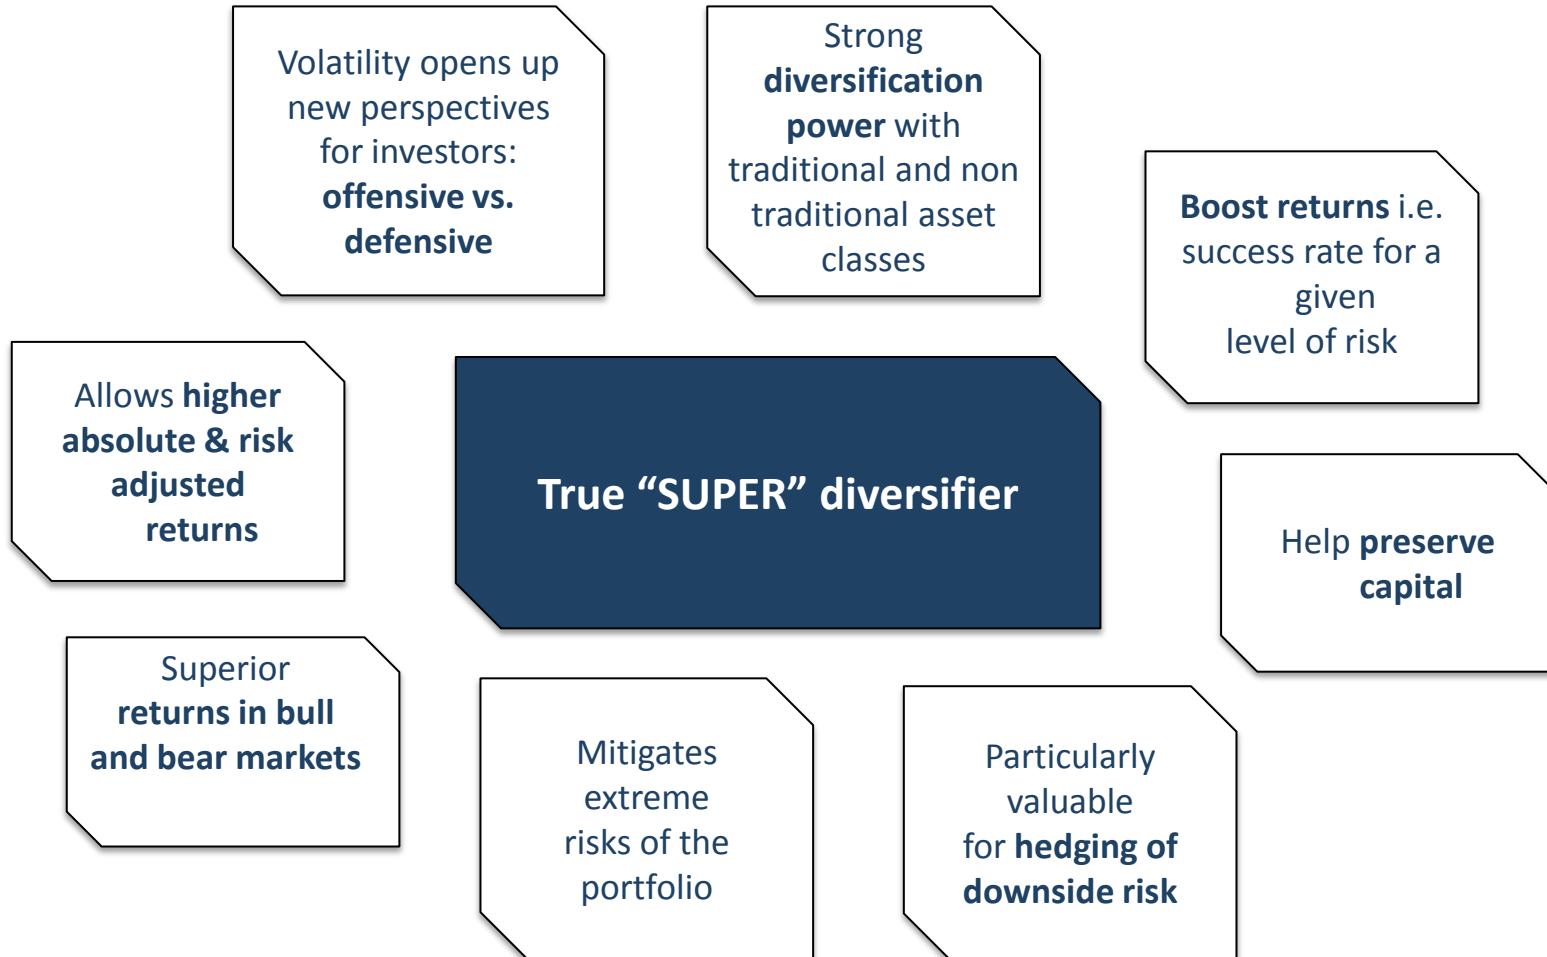 Volatility opens up
new perspectives
for investors:
offensive vs.
defensive
Strong
diversification
power with
traditional and non
traditional asset
classes
Boost returns i.e.
success rate for a
given
level of risk
Allows higher
absolute & risk
adjusted
returns
True “SUPER” diversifier
Help preserve
capital
Superior
returns in bull
and bear markets
Mitigates
extreme
risks of the
portfolio
Particularly
valuable
for hedging of
downside risk